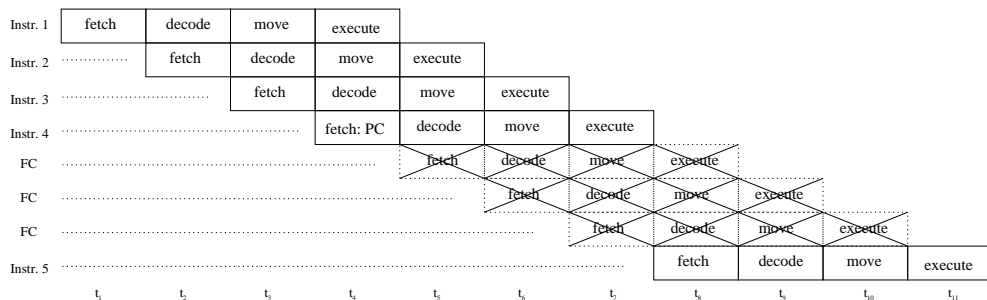 Instr. 1 fetch decode move execute
Instr. 2 fetch decode move execute
Instr. 3 fetch decode move execute
Instr. 4 fetch: PC decode move execute
FC fetch decode move execute
FC fetch decode move execute
FC fetch decode move execute
Instr. 5 fetch decode move execute
t₁ t₂ t₃ t₄ t₅ t₆ t₇ t₈ t₉ t₁₀ t₁₁